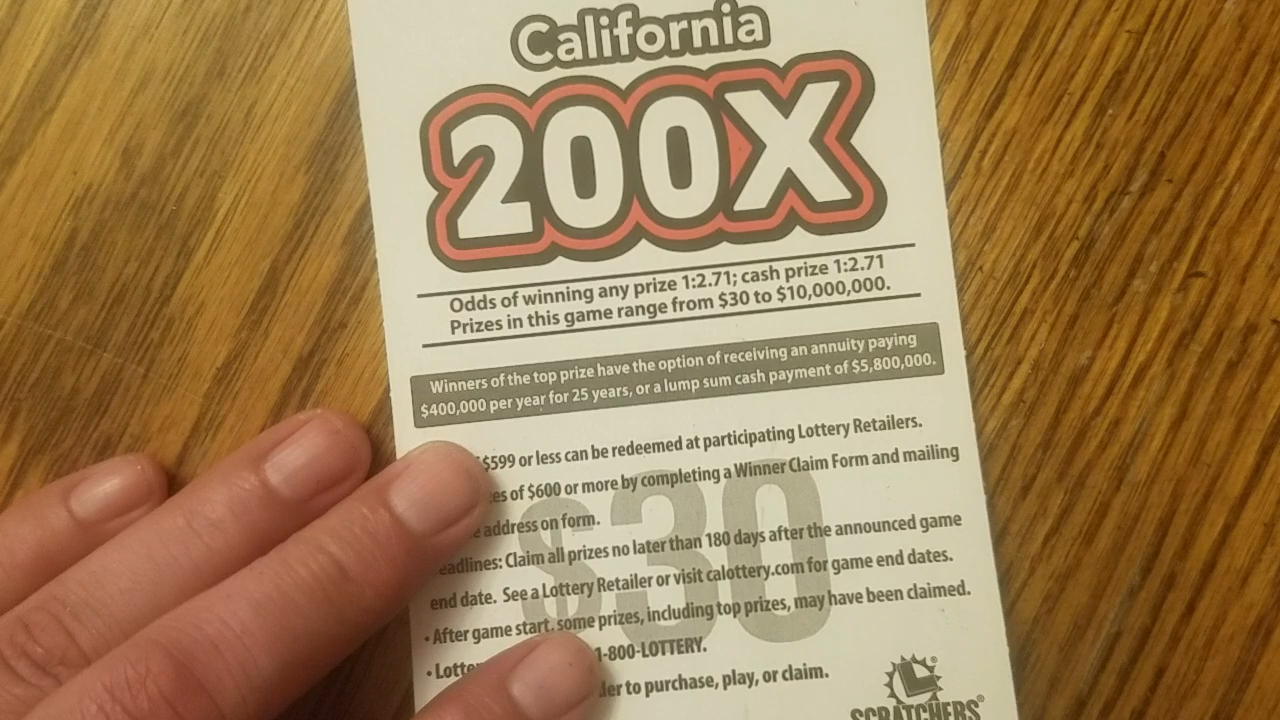 California
200X
Odds of winning any prize 1:2.71; cash prize 1:2.71
Prizes in this game range from $30 to $10,000,000.
Winners of the top prize have the option of receiving an annuity paying
$400,000 per year for 25 years, or a lump sum cash payment of $5,800,000.
$599 or less can be redeemed at participating Lottery Retailers.
of $600 or more by completing a Winner Claim Form and mailing
address on form.
$30
Claim all prizes no later than 180 days after the announced game
end date. See a Lottery Retailer or visit calottery.com for game end dates.
• After game start, some prizes, including top prizes, may have been claimed.
• 1-800-LOTTERY.
to purchase, play, or claim.
SCRATCHERS®